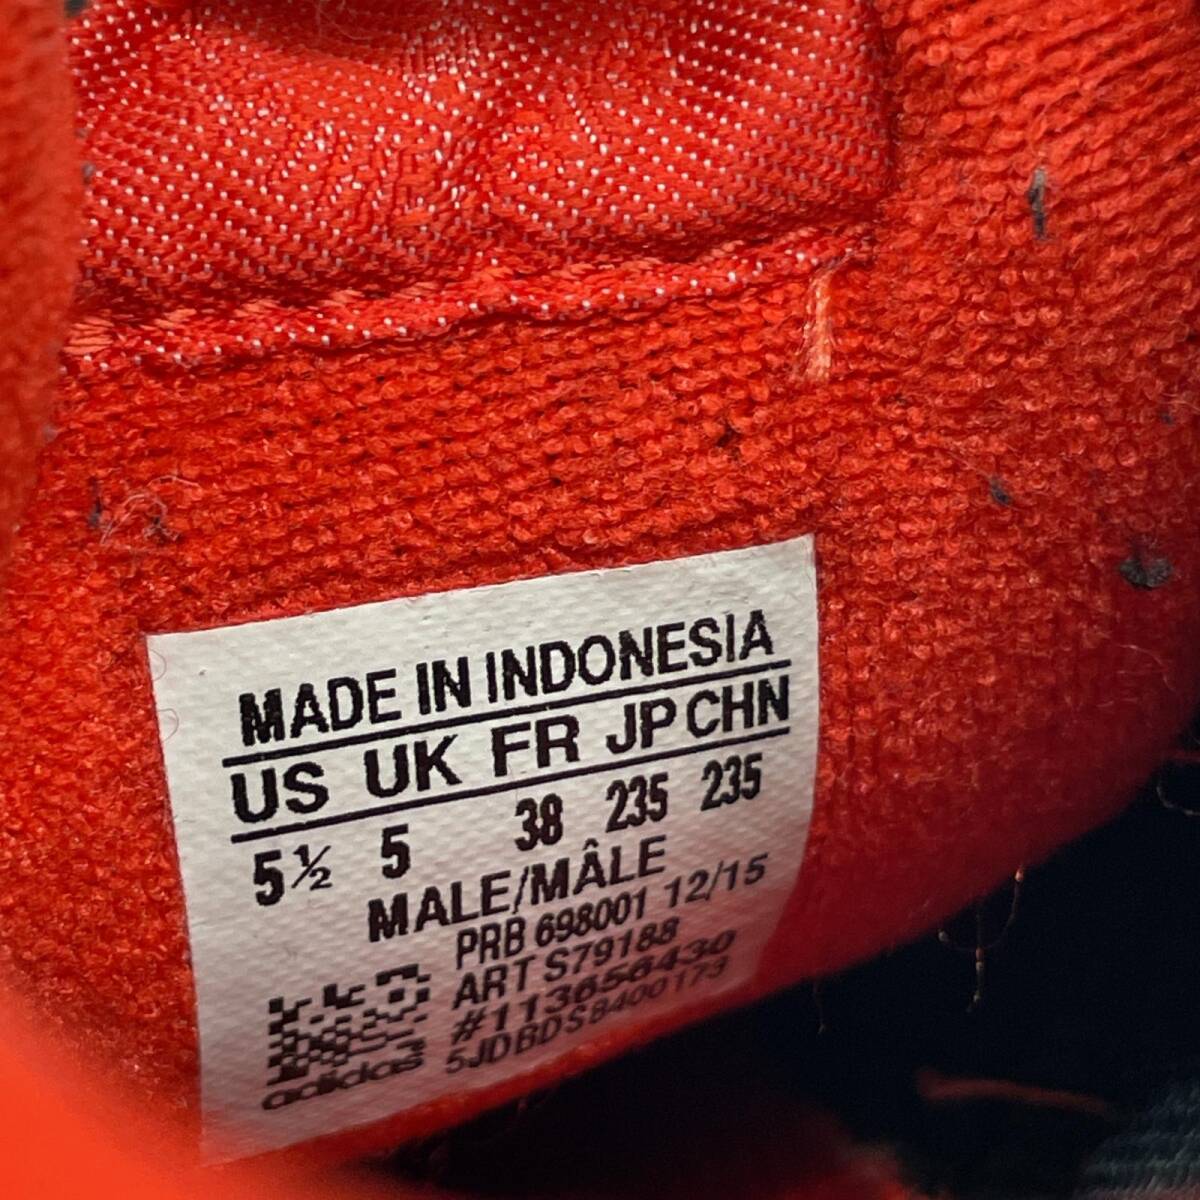 MADE IN INDONESIA
US UK FR JP CHN
5½ 5 38 235 235
MALE/MÂLE
PRB 698001 12/15
ART S79188
#113656430
5JDBDS8400173
adidas